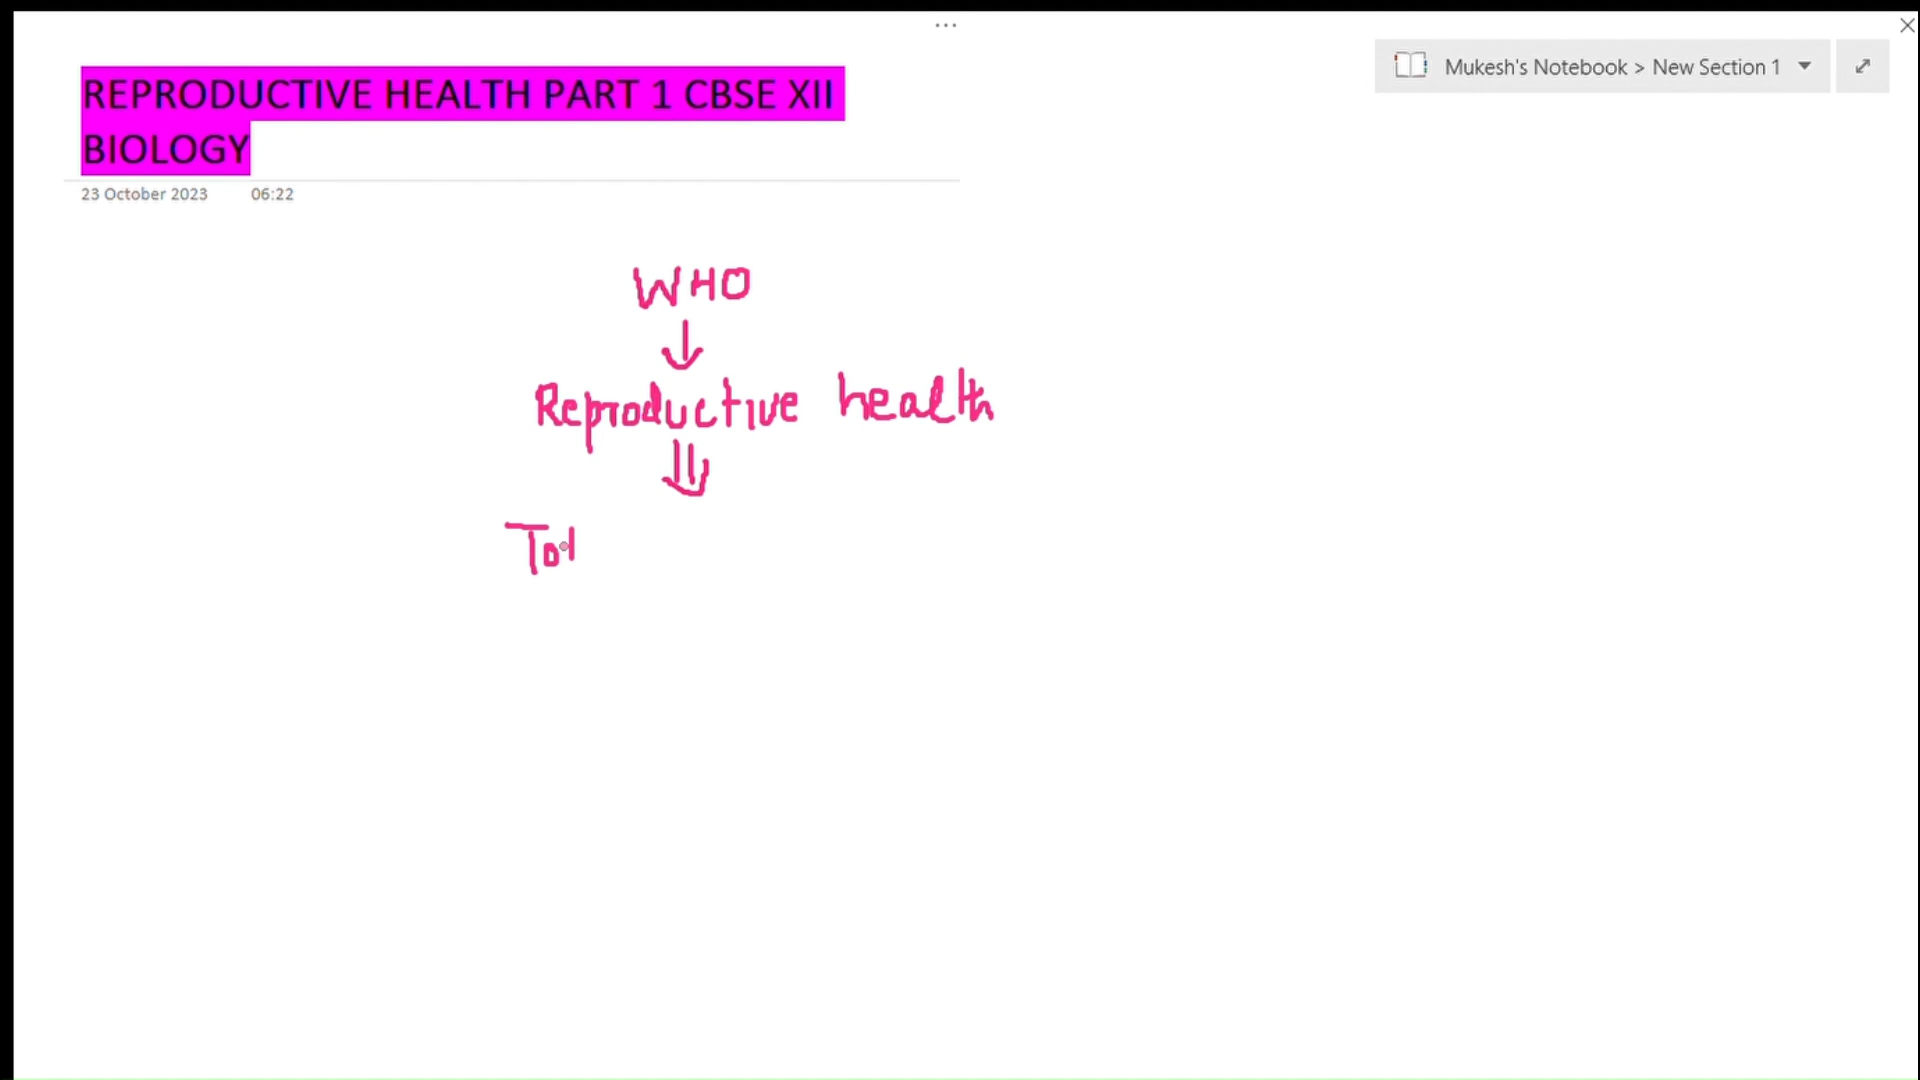 Mukesh's Notebook > New Section 1
REPRODUCTIVE HEALTH PART 1 CBSE XII
BIOLOGY
23 October 2023 06:22
WHO
Reproductive health
Tot